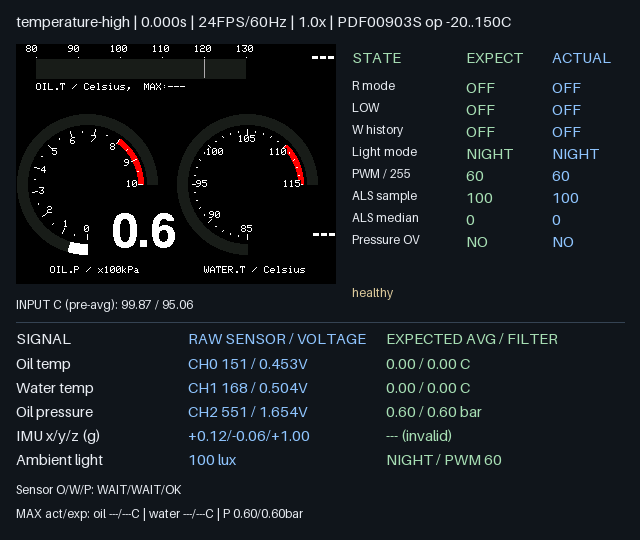 temperature-high | 0.000s | 24FPS/60Hz | 1.0x | PDF00903S op -20..150C
80 90 100 110 120 130
---
OIL.T / Celsius, MAX:---
0 1 2 3 4 5 6 7 8 9 10
0.6
OIL.P / x100kPa
85 90 95 100 105 110 115
---
WATER.T / Celsius
STATE EXPECT ACTUAL
R mode OFF OFF
LOW OFF OFF
W history OFF OFF
Light mode NIGHT NIGHT
PWM / 255 60 60
ALS sample 100 100
ALS median 0 0
Pressure OV NO NO
healthy
INPUT C (pre-avg): 99.87 / 95.06
SIGNAL RAW SENSOR / VOLTAGE EXPECTED AVG / FILTER
Oil temp CH0 151 / 0.453V 0.00 / 0.00 C
Water temp CH1 168 / 0.504V 0.00 / 0.00 C
Oil pressure CH2 551 / 1.654V 0.60 / 0.60 bar
IMU x/y/z (g) +0.12/-0.06/+1.00 --- (invalid)
Ambient light 100 lux NIGHT / PWM 60
Sensor O/W/P: WAIT/WAIT/OK
MAX act/exp: oil --/--C | water --/--C | P 0.60/0.60bar